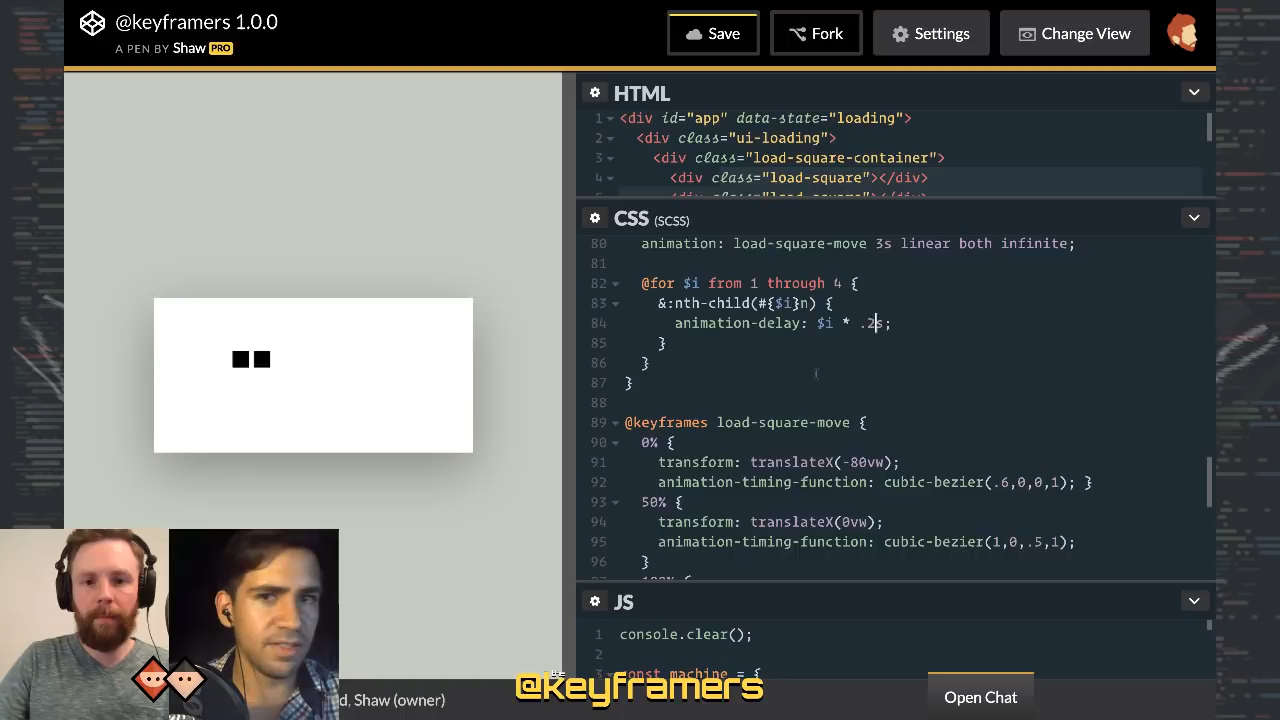 @keyframers 1.0.0
A PEN BY Shaw PRO
Save
Fork
Settings
Change View
HTML
1 <div id="app" data-state="loading">
2 <div class="ui-loading">
3 <div class="load-square-container">
4 <div class="load-square"></div>
CSS (SCSS)
80 animation: load-square-move 3s linear both infinite;
81
82 @for $i from 1 through 4 {
83 &:nth-child(#{$i}n) {
84 animation-delay: $i * .2s;
85 }
86 }
87 }
88
89 @keyframes load-square-move {
90 0% {
91 transform: translateX(-80vw);
92 animation-timing-function: cubic-bezier(.6,0,0,1); }
93 50% {
94 transform: translateX(0vw);
95 animation-timing-function: cubic-bezier(1,0,.5,1);
96 }
JS
1 console.clear();
2
3 const machine = {
d, Shaw (owner)
@keyframers
Open Chat